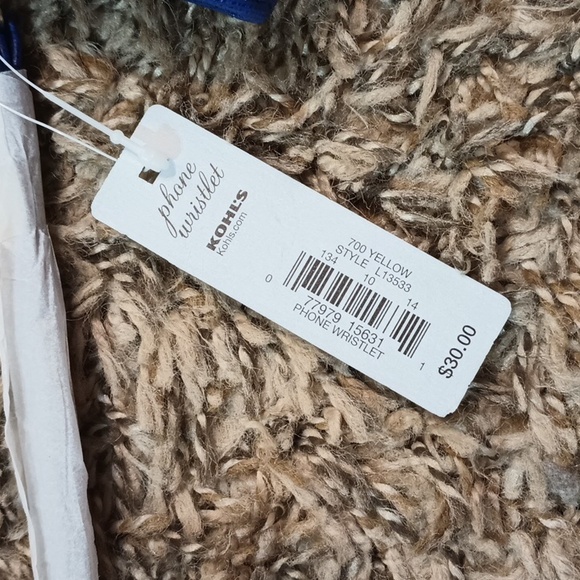 phone
wristlet
KOHL'S
Kohls.com
700 YELLOW
STYLE L13533
134 10 14
0 77979 15631 1
PHONE WRISTLET
$30.00